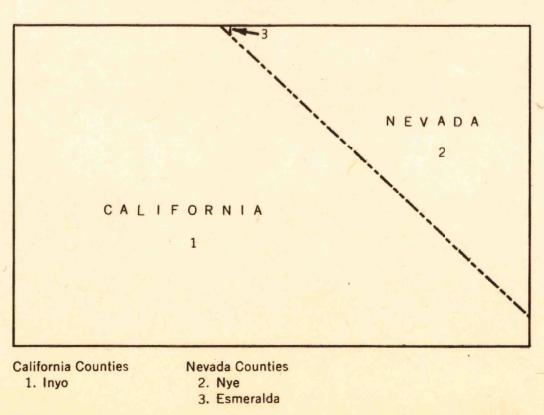 3
NEVADA
2
CALIFORNIA
1
California Counties
1. Inyo
Nevada Counties
2. Nye
3. Esmeralda